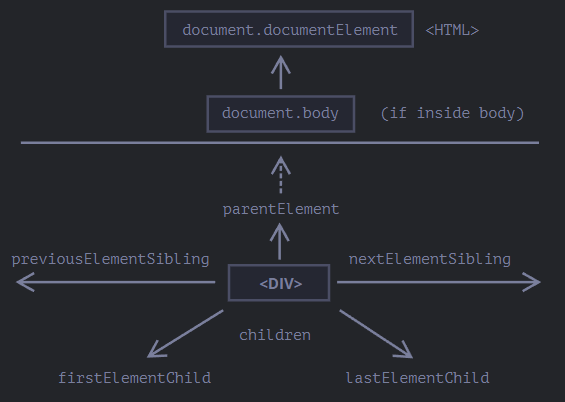 document.documentElement <HTML>
document.body (if inside body)
parentElement
previousElementSibling nextElementSibling
<DIV>
children
firstElementChild lastElementChild